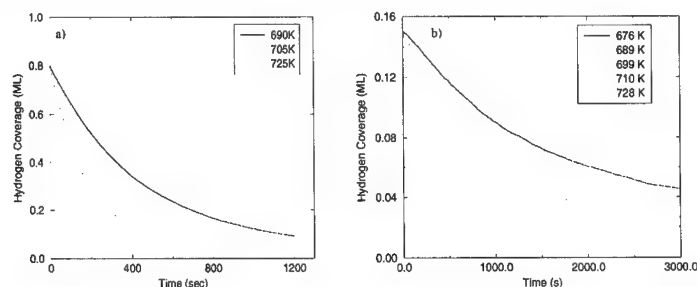 a)
690K
705K
725K
1.0
0.8
0.6
0.4
0.2
0.0
Hydrogen Coverage (ML)
0
400
800
1200
Time (sec)
b)
676 K
689 K
699 K
710 K
728 K
0.16
0.12
0.08
0.04
0.00
Hydrogen Coverage (ML)
0.0
1000.0
2000.0
3000.0
Time (s)